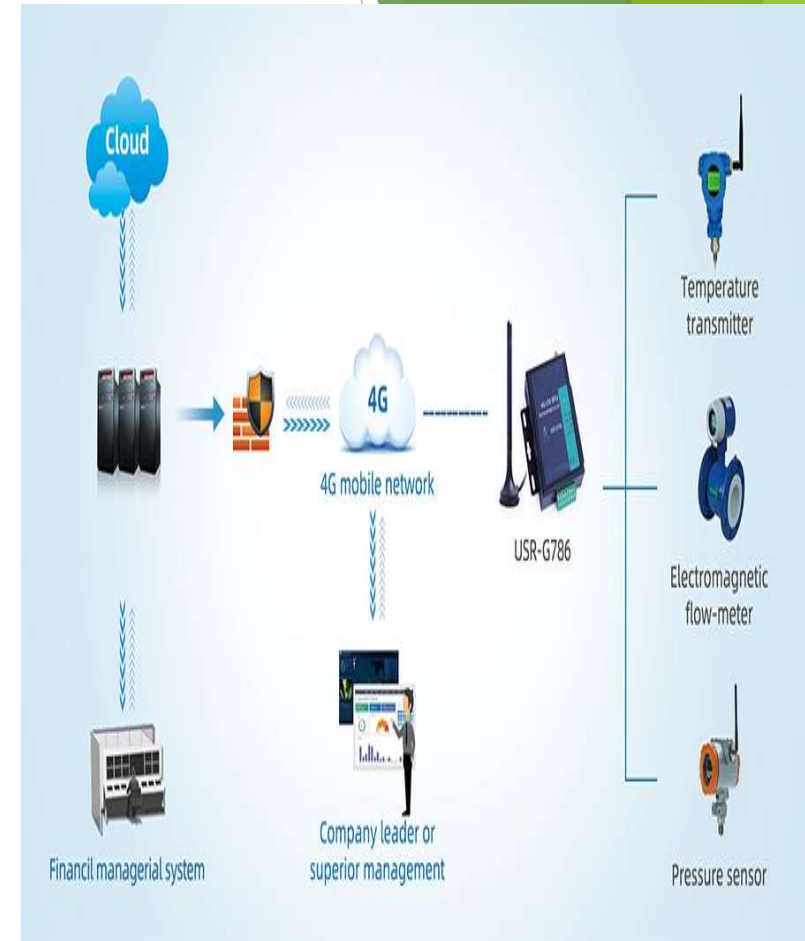 Cloud
Temperature
transmitter
4G
4G mobile network
USR-G786
Electromagnetic
flow-meter
Company leader or
superior management
Financil managerial system
Pressure sensor